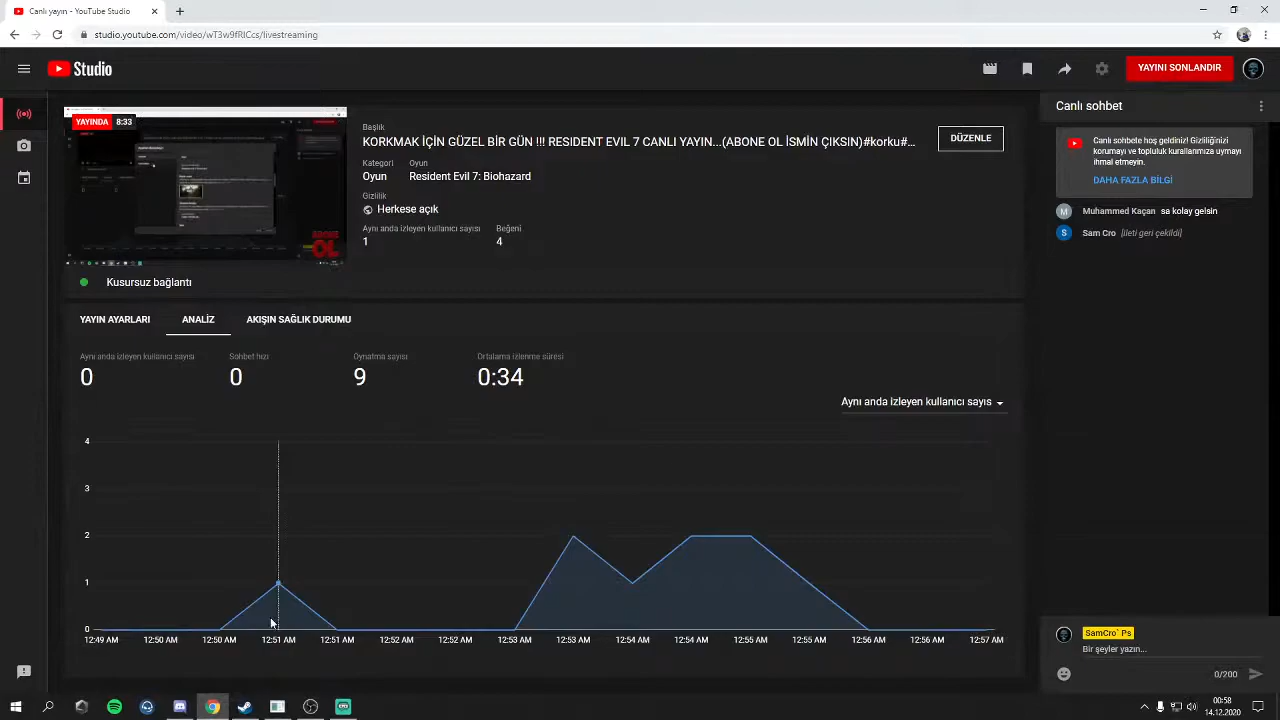 Canlı yayın - YouTube Studio
studio.youtube.com/video/wT3w9fRlCcs/livestreaming
Studio
YAYINI SONLANDIR
YAYINDA 8:33
ABONE
OL
Başlık
KORKMAK İÇİN GÜZEL BİR GÜN !!! RESIDENT EVIL 7 CANLI YAYIN...(ABONE OL İSMİN ÇIKSIN)#korku#...
DÜZENLE
Kategori Oyun
Oyun Resident Evil 7: Biohazard
Gizlilik
Herkese açık
Aynı anda izleyen kullanıcı sayısı Beğeni
1 4
Kusursuz bağlantı
YAYIN AYARLARI ANALİZ AKIŞIN SAĞLIK DURUMU
Aynı anda izleyen kullanıcı sayısı Sohbet hızı Oynatma sayısı Ortalama izlenme süresi
0 0 9 0:34
Aynı anda izleyen kullanıcı sayıs
4
3
2
1
0
12:49 AM 12:50 AM 12:50 AM 12:51 AM 12:51 AM 12:52 AM 12:52 AM 12:53 AM 12:53 AM 12:54 AM 12:54 AM 12:55 AM 12:55 AM 12:56 AM 12:56 AM 12:57 AM
Canlı sohbet
Canlı sohbete hoş geldiniz! Gizliliğinizi
korumayı ve topluluk kurallarımıza uymayı
ihmal etmeyin.
DAHA FAZLA BİLGİ
M Muhammed Kaçan sa kolay gelsin
S Sam Cro [ileti geri çekildi]
SamCro` Ps
Bir şeyler yazın...
0/200
00:58
14.12.2020